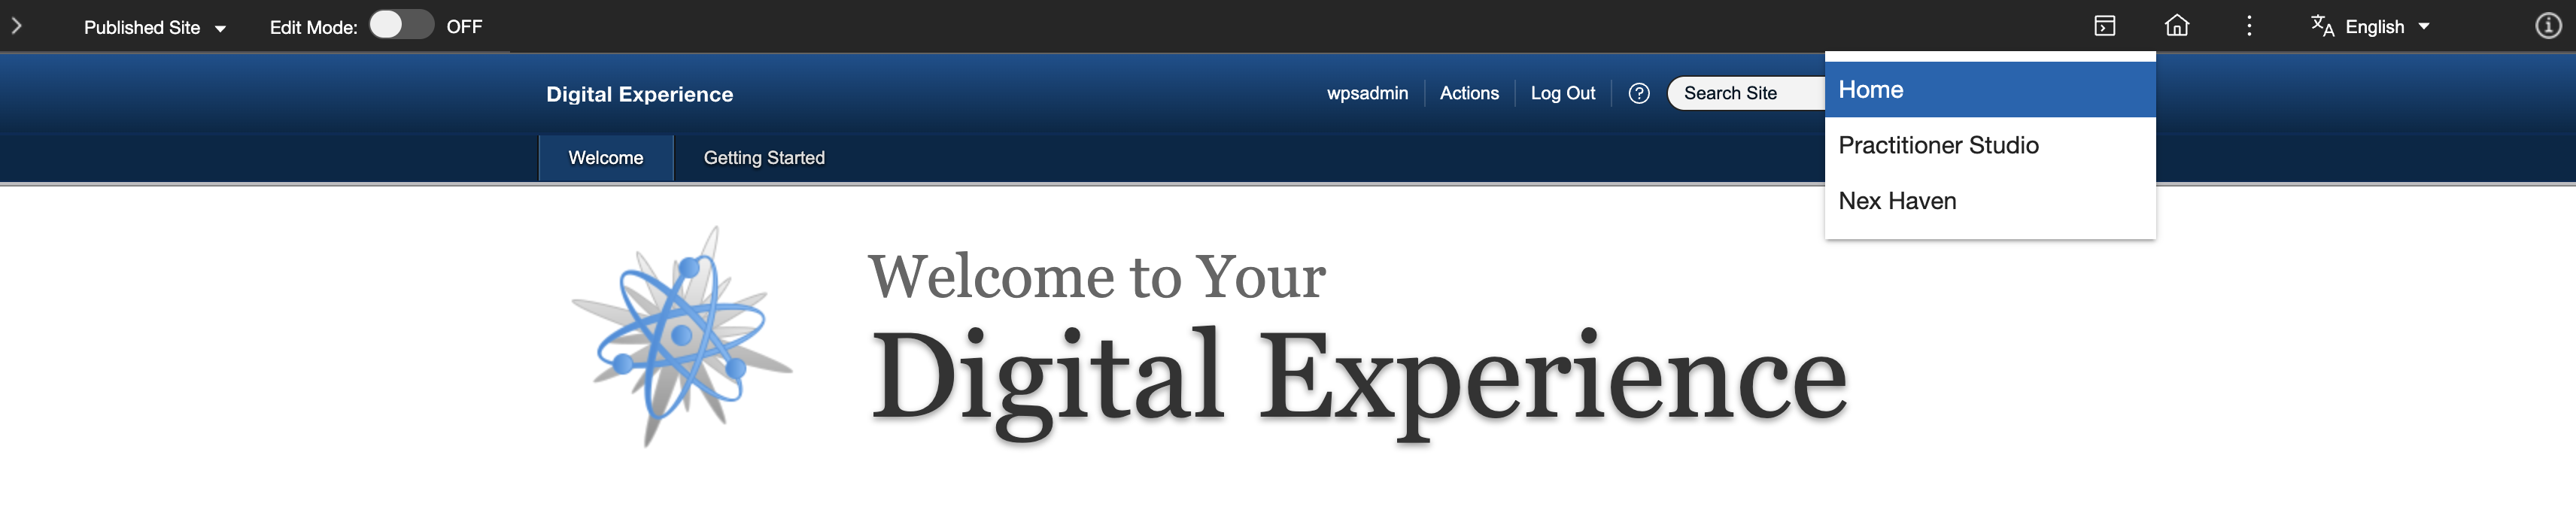 Published Site
Edit Mode: OFF
English
Digital Experience
wpsadmin
Actions
Log Out
Search Site
Home
Practitioner Studio
Nex Haven
Welcome
Getting Started
Welcome to Your
Digital Experience